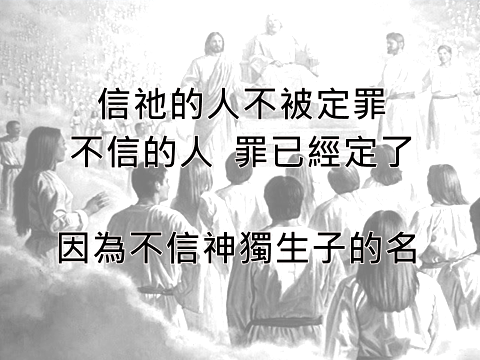 信祂的人不被定罪
不信的人 罪已經定了
因為不信神獨生子的名